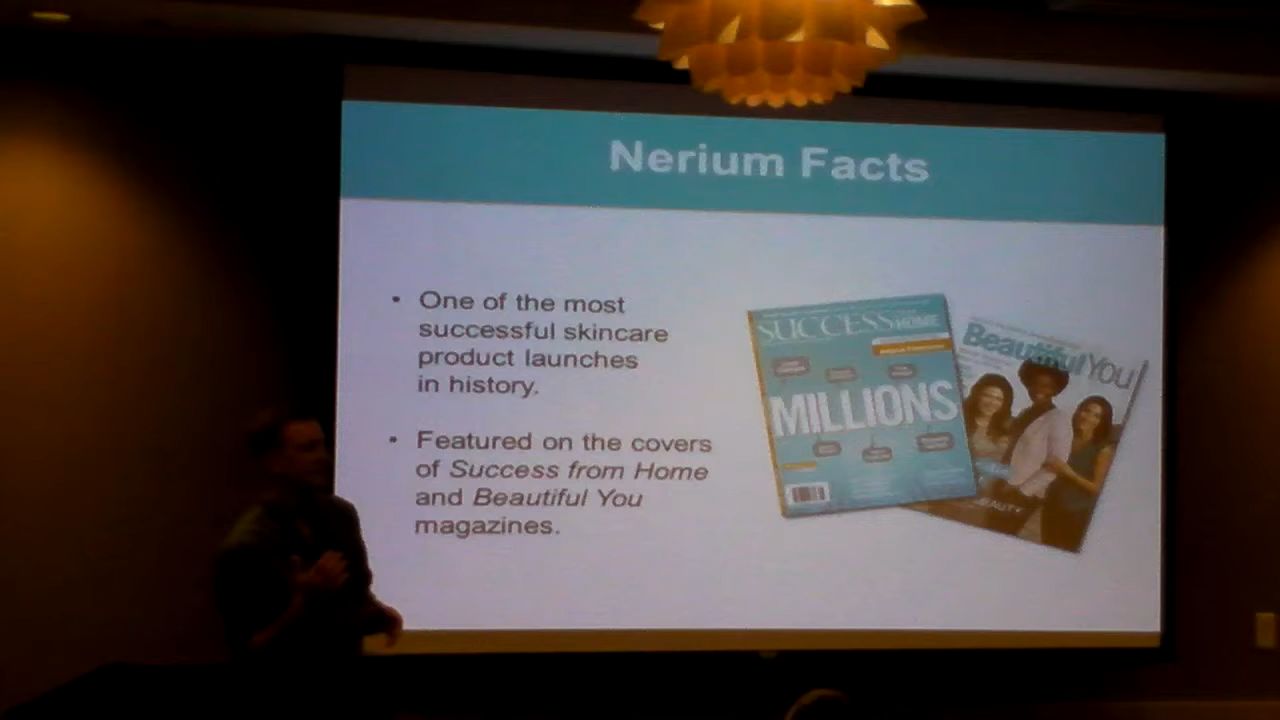 Nerium Facts
• One of the most
successful skincare
product launches
in history.
• Featured on the covers
of Success from Home
and Beautiful You
magazines.
SUCCESS
HOME
MILLIONS
Beautiful You